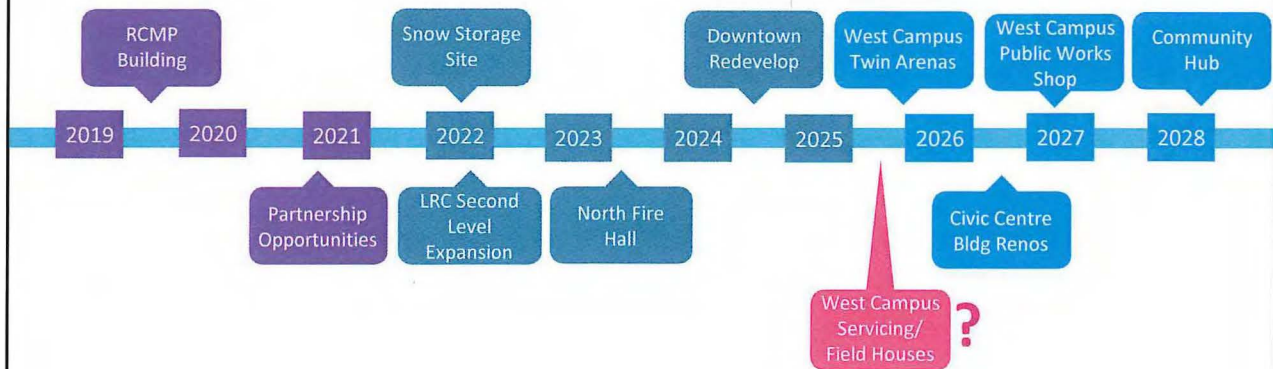 RCMP
Building
Snow Storage
Site
Downtown
Redevelop
West Campus
Twin Arenas
West Campus
Public Works
Shop
Community
Hub
2019
2020
2021
2022
2023
2024
2025
2026
2027
2028
Partnership
Opportunities
LRC Second
Level
Expansion
North Fire
Hall
Civic Centre
Bldg Renos
West Campus
Servicing/
Field Houses
?